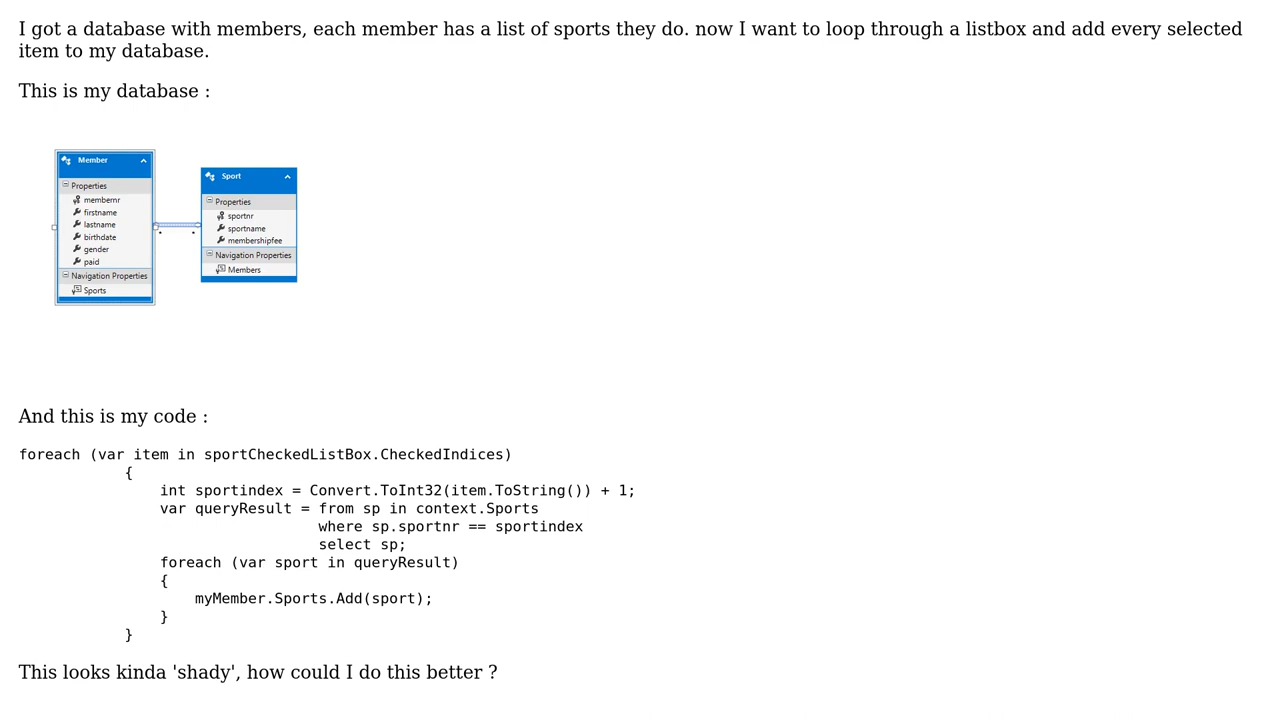 I got a database with members, each member has a list of sports they do. now I want to loop through a listbox and add every selected
item to my database.
This is my database :
Member
Properties
membernr
firstname
lastname
birthdate
gender
paid
Navigation Properties
Sports
Sport
Properties
sportnr
sportname
membershipfee
Navigation Properties
Members
And this is my code :
foreach (var item in sportCheckedListBox.CheckedIndices)
            {
                int sportindex = Convert.ToInt32(item.ToString()) + 1;
                var queryResult = from sp in context.Sports
                                  where sp.sportnr == sportindex
                                  select sp;
                foreach (var sport in queryResult)
                {
                    myMember.Sports.Add(sport);
                }
            }
This looks kinda 'shady', how could I do this better ?